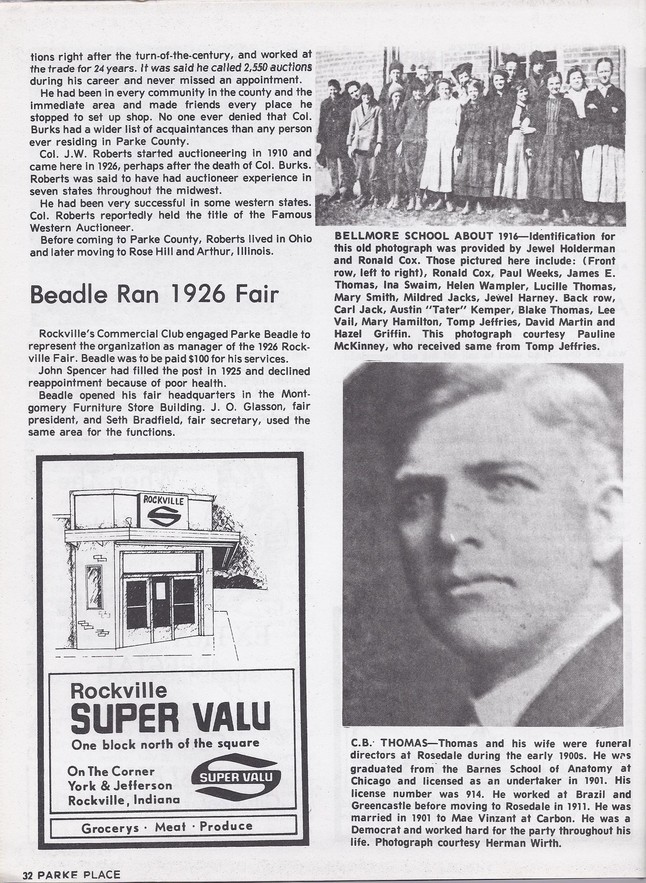 tions right after the turn-of-the-century, and worked at
the trade for 24 years. It was said he called 2,550 auctions
during his career and never missed an appointment.
He had been in every community in the county and the
immediate area and made friends every place he
stopped to set up shop. No one ever denied that Col.
Burks had a wider list of acquaintances than any person
ever residing in Parke County.
Col. J.W. Roberts started auctioneering in 1910 and
came here in 1926, perhaps after the death of Col. Burks.
Roberts was said to have had auctioneer experience in
seven states throughout the midwest.
He had been very successful in some western states.
Col. Roberts reportedly held the title of the Famous
Western Auctioneer.
Before coming to Parke County, Roberts lived in Ohio
and later moving to Rose Hill and Arthur, Illinois.
Beadle Ran 1926 Fair
Rockville's Commercial Club engaged Parke Beadle to
represent the organization as manager of the 1926 Rock-
ville Fair. Beadle was to be paid $100 for his services.
John Spencer had filled the post in 1925 and declined
reappointment because of poor health.
Beadle opened his fair headquarters in the Mont-
gomery Furniture Store Building. J. O. Glasson, fair
president, and Seth Bradfield, fair secretary, used the
same area for the functions.
ROCKVILLE
Rockville
SUPER VALU
One block north of the square
On The Corner
York & Jefferson
Rockville, Indiana
SUPER VALU
Grocerys · Meat · Produce
BELLMORE SCHOOL ABOUT 1916—Identification for
this old photograph was provided by Jewel Holderman
and Ronald Cox. Those pictured here include: (Front
row, left to right), Ronald Cox, Paul Weeks, James E.
Thomas, Ina Swaim, Helen Wampler, Lucille Thomas,
Mary Smith, Mildred Jacks, Jewel Harney. Back row,
Carl Jack, Austin "Tater" Kemper, Blake Thomas, Lee
Vail, Mary Hamilton, Tomp Jeffries, David Martin and
Hazel Griffin. This photograph courtesy Pauline
McKinney, who received same from Tomp Jeffries.
C.B. THOMAS—Thomas and his wife were funeral
directors at Rosedale during the early 1900s. He was
graduated from the Barnes School of Anatomy at
Chicago and licensed as an undertaker in 1901. His
license number was 914. He worked at Brazil and
Greencastle before moving to Rosedale in 1911. He was
married in 1901 to Mae Vinzant at Carbon. He was a
Democrat and worked hard for the party throughout his
life. Photograph courtesy Herman Wirth.
32 PARKE PLACE